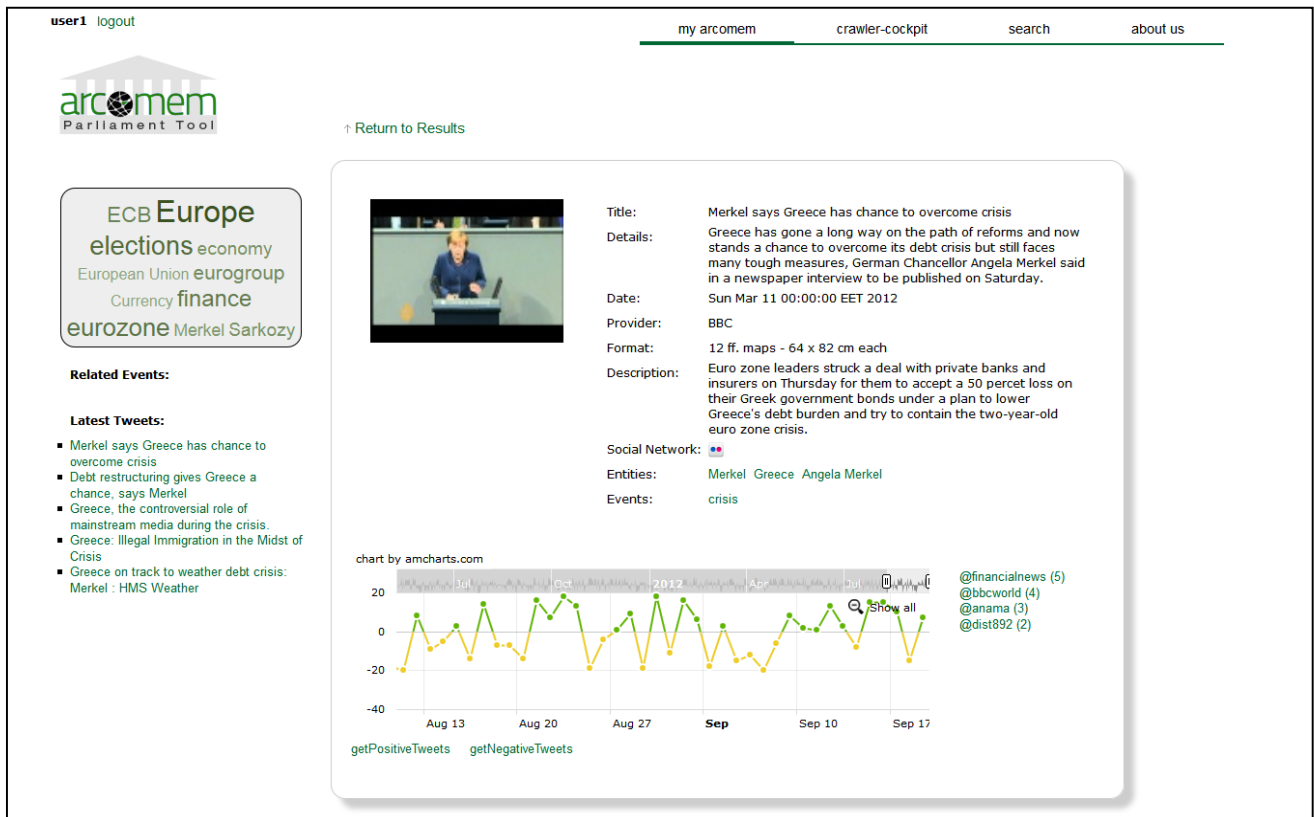 user1 logout
my arcomem crawler-cockpit search about us
arcomem
Parliament Tool
↑ Return to Results
ECB Europe
elections economy
European Union eurogroup
Currency finance
eurozone Merkel Sarkozy
Related Events:
Latest Tweets:
Merkel says Greece has chance to
overcome crisis
Debt restructuring gives Greece a
chance, says Merkel
Greece, the controversial role of
mainstream media during the crisis.
Greece: Illegal Immigration in the Midst of
Crisis
Greece on track to weather debt crisis:
Merkel : HMS Weather
Title: Merkel says Greece has chance to overcome crisis
Details: Greece has gone a long way on the path of reforms and now
stands a chance to overcome its debt crisis but still faces
many tough measures, German Chancellor Angela Merkel said
in a newspaper interview to be published on Saturday.
Date: Sun Mar 11 00:00:00 EET 2012
Provider: BBC
Format: 12 ff. maps - 64 x 82 cm each
Description: Euro zone leaders struck a deal with private banks and
insurers on Thursday for them to accept a 50 percet loss on
their Greek government bonds under a plan to lower
Greece's debt burden and try to contain the two-year-old
euro zone crisis.
Social Network:
Entities: Merkel Greece Angela Merkel
Events: crisis
chart by amcharts.com
Jul Oct 2012 Apr Jul
Show all
20
0
-20
-40
Aug 13 Aug 20 Aug 27 Sep Sep 10 Sep 17
@financialnews (5)
@bbcworld (4)
@anama (3)
@dist892 (2)
getPositiveTweets getNegativeTweets